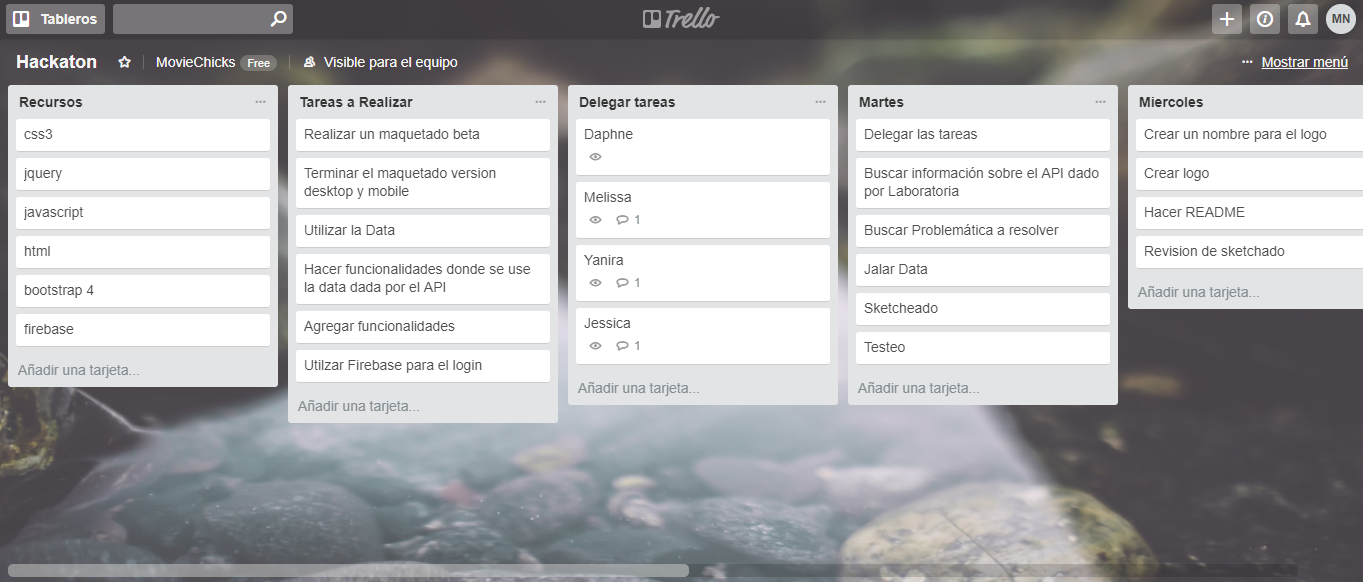 Tableros
Trello
MN
Hackaton
MovieChicks Free
Visible para el equipo
··· Mostrar menú
Recursos
css3
jquery
javascript
html
bootstrap 4
firebase
Añadir una tarjeta...
Tareas a Realizar
Realizar un maquetado beta
Terminar el maquetado version
desktop y mobile
Utilizar la Data
Hacer funcionalidades donde se use
la data dada por el API
Agregar funcionalidades
Utilzar Firebase para el login
Añadir una tarjeta...
Delegar tareas
Daphne
Melissa
1
Yanira
1
Jessica
1
Añadir una tarjeta...
Martes
Delegar las tareas
Buscar información sobre el API dado
por Laboratoria
Buscar Problemática a resolver
Jalar Data
Sketcheado
Testeo
Añadir una tarjeta...
Miercoles
Crear un nombre para el logo
Crear logo
Hacer README
Revision de sketchado
Añadir una tarjeta...